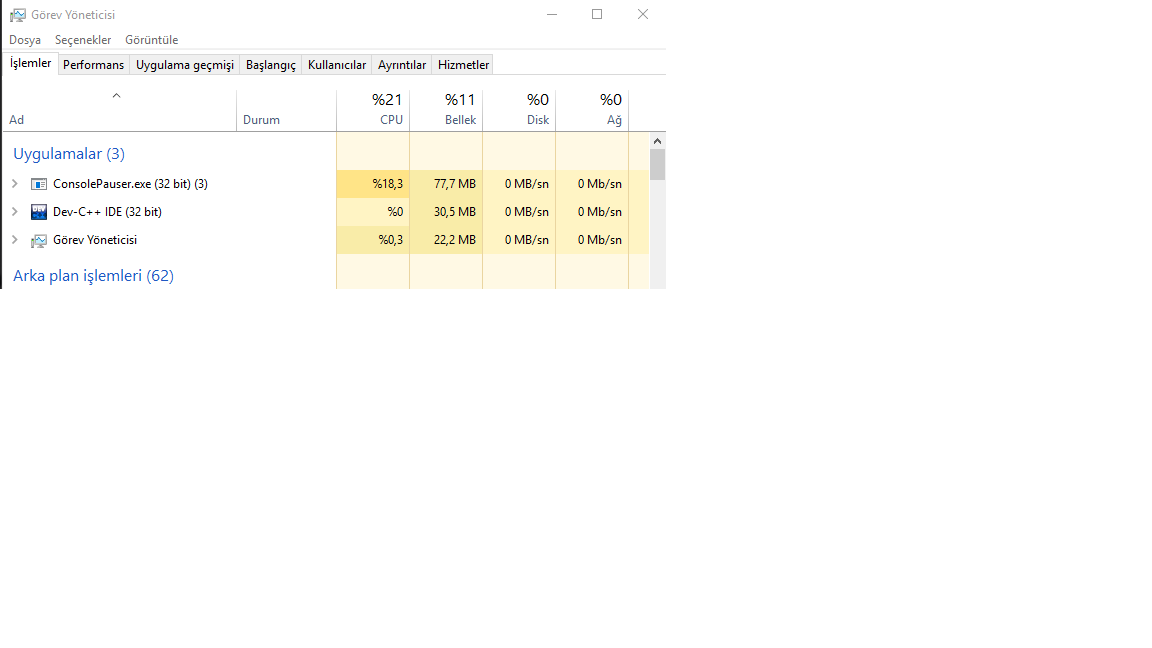 Görev Yöneticisi
Dosya Seçenekler Görüntüle
İşlemler Performans Uygulama geçmişi Başlangıç Kullanıcılar Ayrıntılar Hizmetler
%21 %11 %0 %0
Ad Durum CPU Bellek Disk Ağ
Uygulamalar (3)
ConsolePauser.exe (32 bit) (3) %18,3 77,7 MB 0 MB/sn 0 Mb/sn
Dev-C++ IDE (32 bit) %0 30,5 MB 0 MB/sn 0 Mb/sn
Görev Yöneticisi %0,3 22,2 MB 0 MB/sn 0 Mb/sn
Arka plan işlemleri (62)